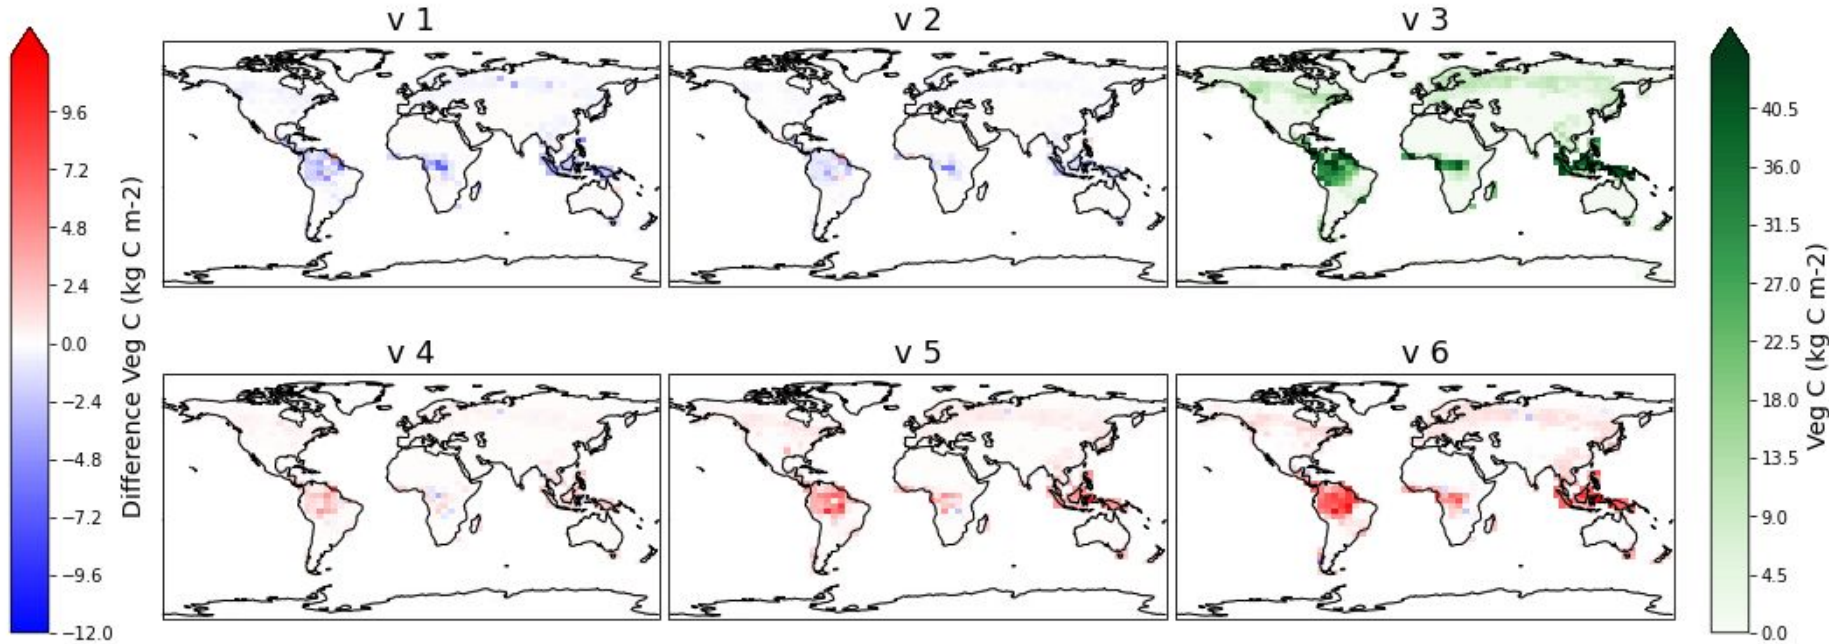 v 1
v 2
v 3
9.6
7.2
4.8
2.4
0.0
−2.4
−4.8
−7.2
−9.6
−12.0
Difference Veg C (kg C m-2)
40.5
36.0
31.5
27.0
22.5
18.0
13.5
9.0
4.5
0.0
Veg C (kg C m-2)
v 4
v 5
v 6